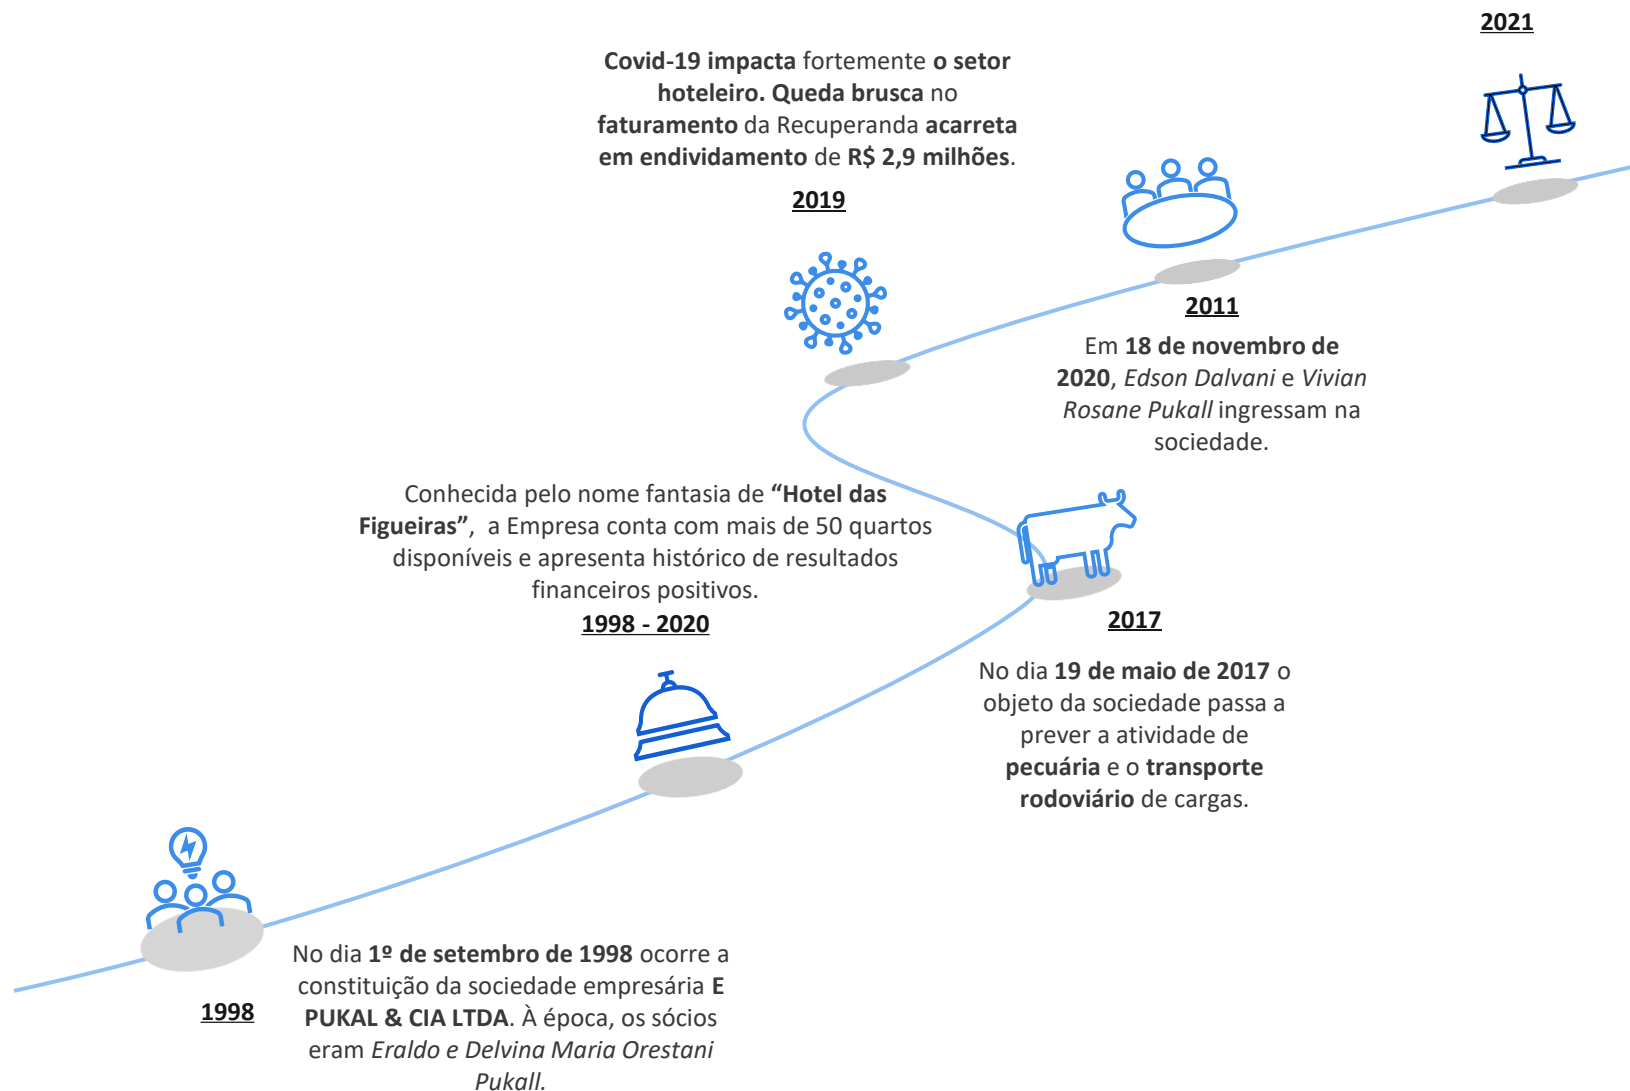 2021
Covid-19 impacta fortemente o setor
hoteleiro. Queda brusca no
faturamento da Recuperanda acarreta
em endividamento de R$ 2,9 milhões.
2019
2011
Em 18 de novembro de
2020, Edson Dalvani e Vivian
Rosane Pukall ingressam na
sociedade.
Conhecida pelo nome fantasia de “Hotel das
Figueiras”, a Empresa conta com mais de 50 quartos
disponíveis e apresenta histórico de resultados
financeiros positivos.
1998 - 2020
2017
No dia 19 de maio de 2017 o
objeto da sociedade passa a
prever a atividade de
pecuária e o transporte
rodoviário de cargas.
1998
No dia 1º de setembro de 1998 ocorre a
constituição da sociedade empresária E
PUKAL & CIA LTDA. À época, os sócios
eram Eraldo e Delvina Maria Orestani
Pukall.